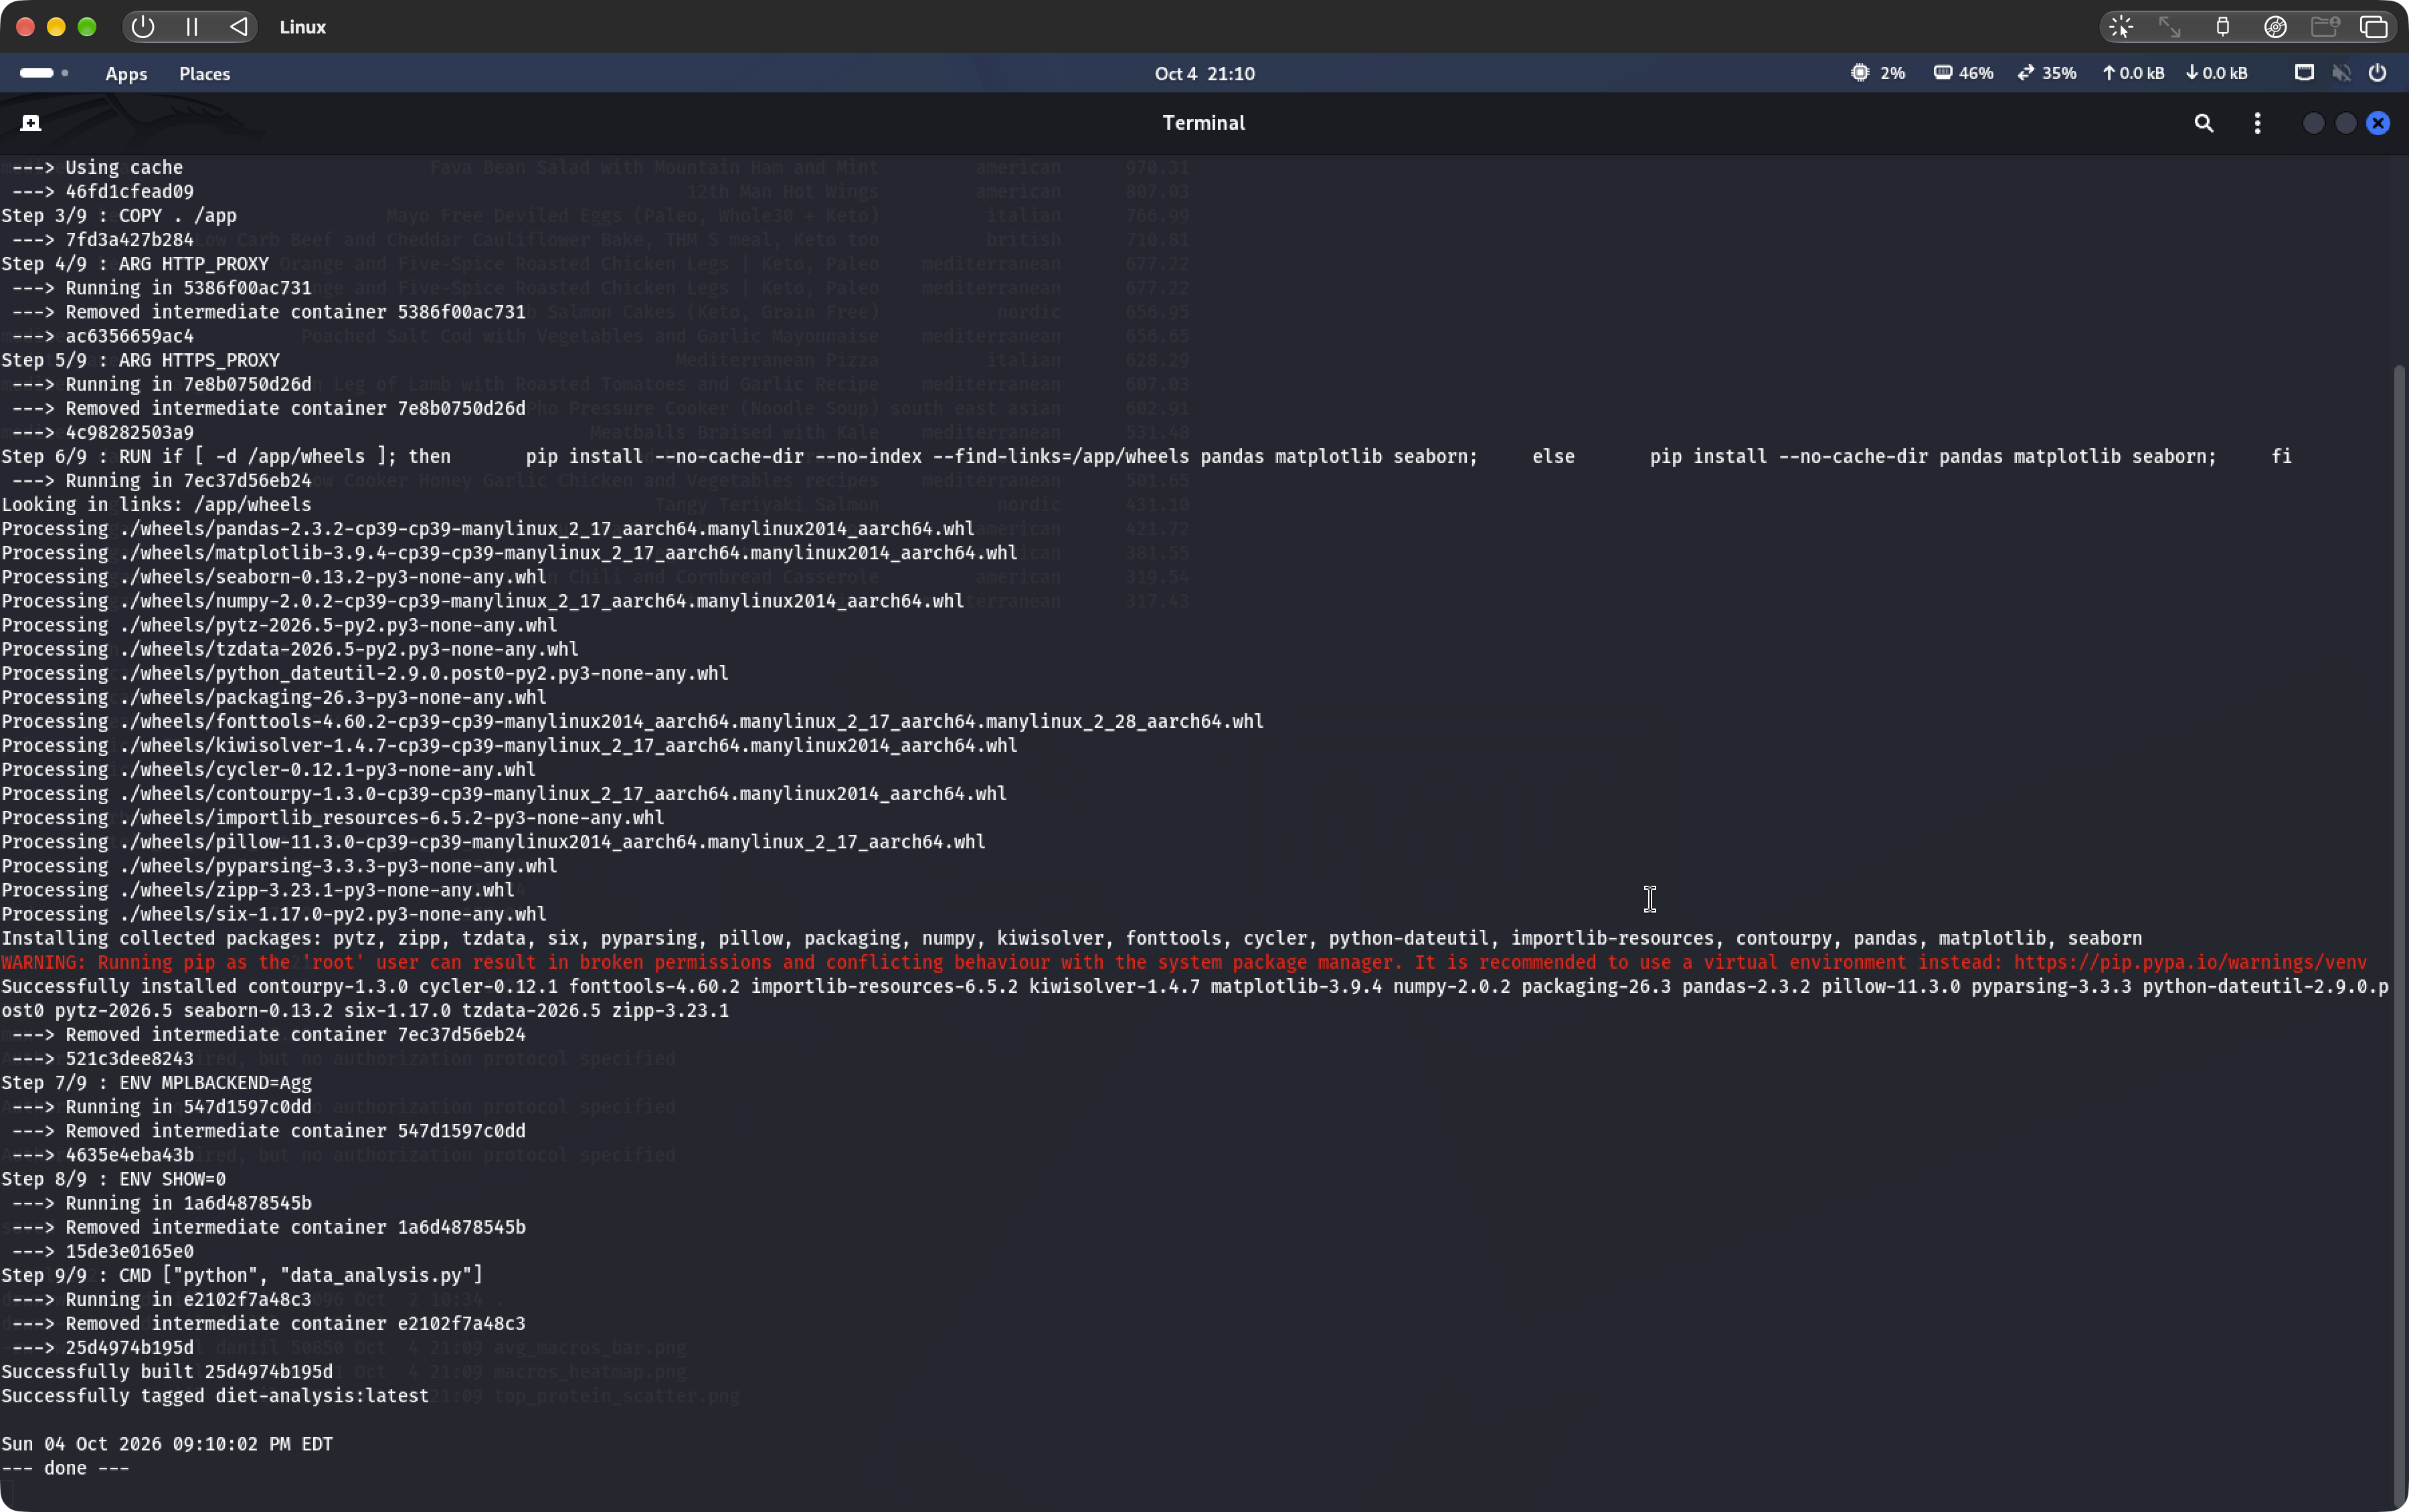 Linux
Apps Places Oct 4 21:10 2% 46% 35% ↑0.0 kB ↓0.0 kB
Terminal
---> Using cache
---> 46fd1cfead09
Step 3/9 : COPY . /app
---> 7fd3a427b284
Step 4/9 : ARG HTTP_PROXY
---> Running in 5386f00ac731
---> Removed intermediate container 5386f00ac731
---> ac6356659ac4
Step 5/9 : ARG HTTPS_PROXY
---> Running in 7e8b0750d26d
---> Removed intermediate container 7e8b0750d26d
---> 4c98282503a9
Step 6/9 : RUN if [ -d /app/wheels ]; then pip install --no-cache-dir --no-index --find-links=/app/wheels pandas matplotlib seaborn; else pip install --no-cache-dir pandas matplotlib seaborn; fi
---> Running in 7ec37d56eb24
Looking in links: /app/wheels
Processing ./wheels/pandas-2.3.2-cp39-cp39-manylinux_2_17_aarch64.manylinux2014_aarch64.whl
Processing ./wheels/matplotlib-3.9.4-cp39-cp39-manylinux_2_17_aarch64.manylinux2014_aarch64.whl
Processing ./wheels/seaborn-0.13.2-py3-none-any.whl
Processing ./wheels/numpy-2.0.2-cp39-cp39-manylinux_2_17_aarch64.manylinux2014_aarch64.whl
Processing ./wheels/pytz-2026.5-py2.py3-none-any.whl
Processing ./wheels/tzdata-2026.5-py2.py3-none-any.whl
Processing ./wheels/python_dateutil-2.9.0.post0-py2.py3-none-any.whl
Processing ./wheels/packaging-26.3-py3-none-any.whl
Processing ./wheels/fonttools-4.60.2-cp39-cp39-manylinux2014_aarch64.manylinux_2_17_aarch64.manylinux_2_28_aarch64.whl
Processing ./wheels/kiwisolver-1.4.7-cp39-cp39-manylinux_2_17_aarch64.manylinux2014_aarch64.whl
Processing ./wheels/cycler-0.12.1-py3-none-any.whl
Processing ./wheels/contourpy-1.3.0-cp39-cp39-manylinux_2_17_aarch64.manylinux2014_aarch64.whl
Processing ./wheels/importlib_resources-6.5.2-py3-none-any.whl
Processing ./wheels/pillow-11.3.0-cp39-cp39-manylinux2014_aarch64.manylinux_2_17_aarch64.whl
Processing ./wheels/pyparsing-3.3.3-py3-none-any.whl
Processing ./wheels/zipp-3.23.1-py3-none-any.whl
Processing ./wheels/six-1.17.0-py2.py3-none-any.whl
Installing collected packages: pytz, zipp, tzdata, six, pyparsing, pillow, packaging, numpy, kiwisolver, fonttools, cycler, python-dateutil, importlib-resources, contourpy, pandas, matplotlib, seaborn
WARNING: Running pip as the 'root' user can result in broken permissions and conflicting behaviour with the system package manager. It is recommended to use a virtual environment instead: https://pip.pypa.io/warnings/venv
Successfully installed contourpy-1.3.0 cycler-0.12.1 fonttools-4.60.2 importlib-resources-6.5.2 kiwisolver-1.4.7 matplotlib-3.9.4 numpy-2.0.2 packaging-26.3 pandas-2.3.2 pillow-11.3.0 pyparsing-3.3.3 python-dateutil-2.9.0.p
ost0 pytz-2026.5 seaborn-0.13.2 six-1.17.0 tzdata-2026.5 zipp-3.23.1
---> Removed intermediate container 7ec37d56eb24
---> 521c3dee8243
Step 7/9 : ENV MPLBACKEND=Agg
---> Running in 547d1597c0dd
---> Removed intermediate container 547d1597c0dd
---> 4635e4eba43b
Step 8/9 : ENV SHOW=0
---> Running in 1a6d4878545b
---> Removed intermediate container 1a6d4878545b
---> 15de3e0165e0
Step 9/9 : CMD ["python", "data_analysis.py"]
---> Running in e2102f7a48c3
---> Removed intermediate container e2102f7a48c3
---> 25d4974b195d
Successfully built 25d4974b195d
Successfully tagged diet-analysis:latest
Sun 04 Oct 2026 09:10:02 PM EDT
--- done ---